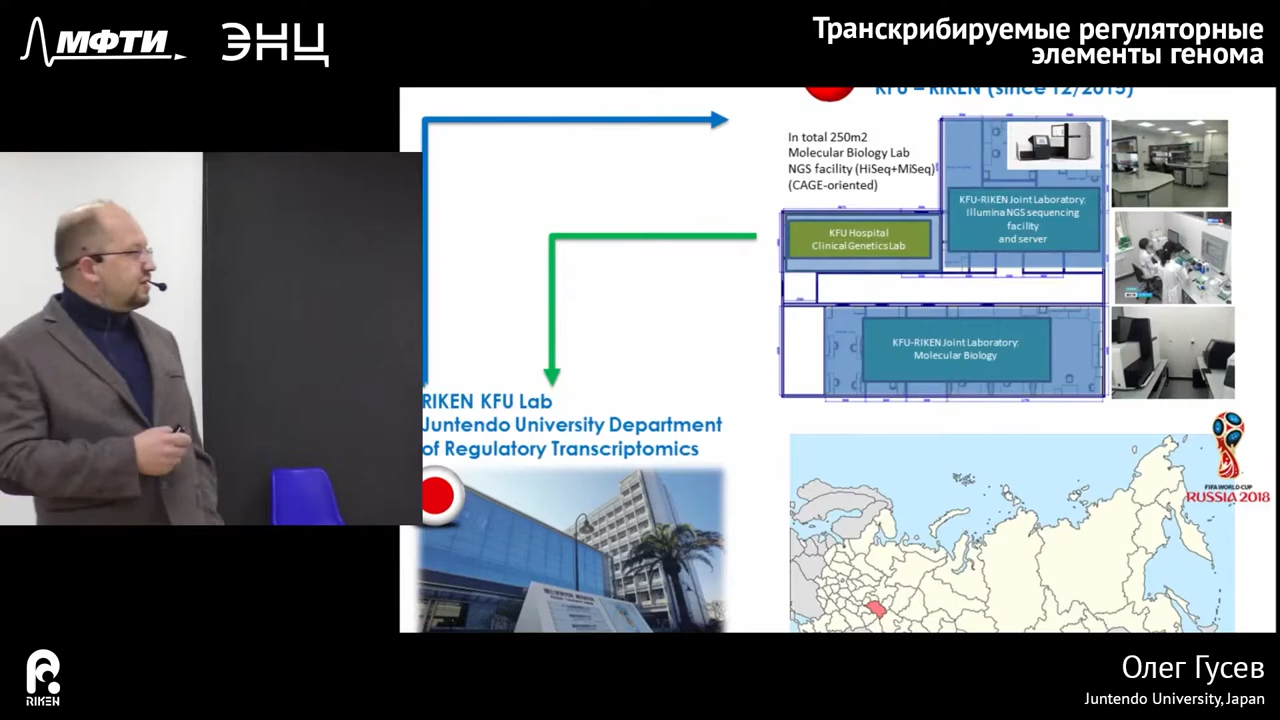 МФТИ
ЭНЦ
Транскрибируемые регуляторные
элементы генома
KFU – RIKEN (since 12/2015)
In total 250m2
Molecular Biology Lab
NGS facility (HiSeq+MiSeq)
(CAGE-oriented)
KFU-RIKEN Joint Laboratory:
Illumina NGS sequencing
facility
and server
KFU Hospital
Clinical Genetics Lab
KFU-RIKEN Joint Laboratory:
Molecular Biology
RIKEN KFU Lab
Juntendo University Department
of Regulatory Transcriptomics
FIFA WORLD CUP
RUSSIA 2018
RIKEN
Олег Гусев
Juntendo University, Japan